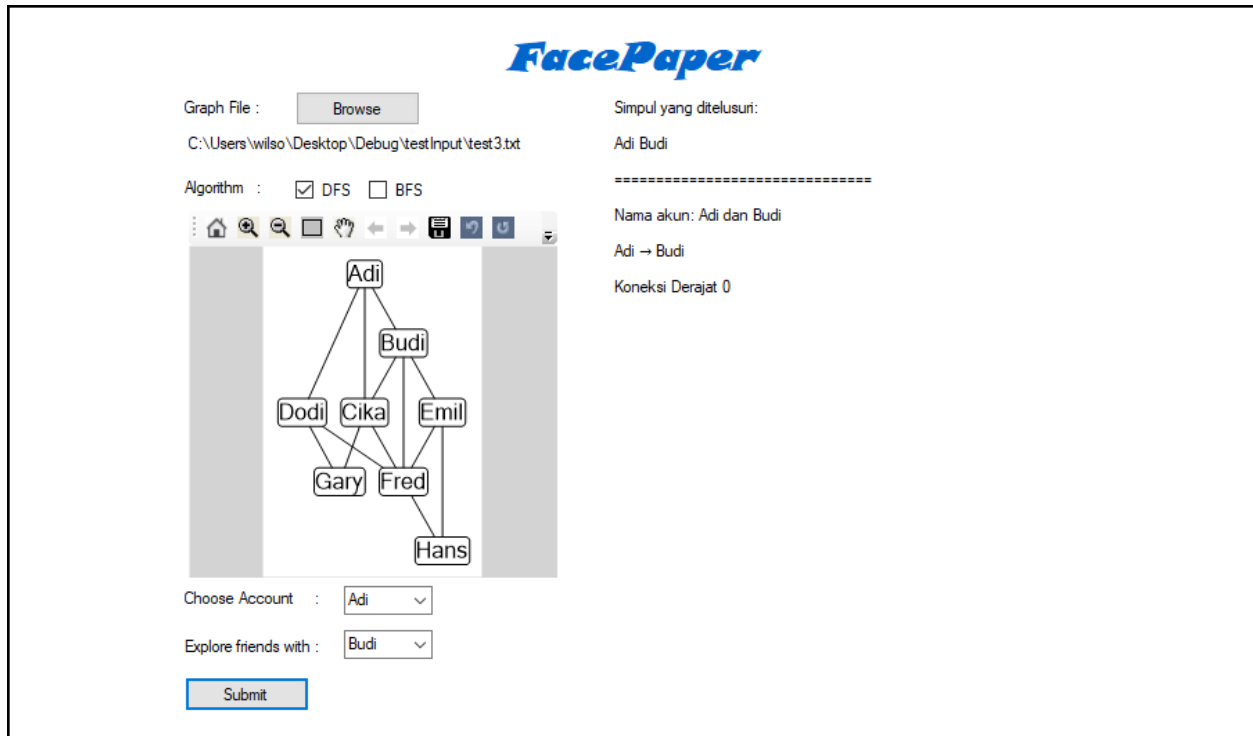 FacePaper
Graph File :
Browse
C:\Users\wilso\Desktop\Debug\testInput\test3.txt
Algorithm :
DFS
BFS
Adi
Budi
Dodi Cika Emil
Gary Fred
Hans
Choose Account :
Adi
Explore friends with :
Budi
Submit
Simpul yang ditelusuri:
Adi Budi
===============================
Nama akun: Adi dan Budi
Adi → Budi
Koneksi Derajat 0